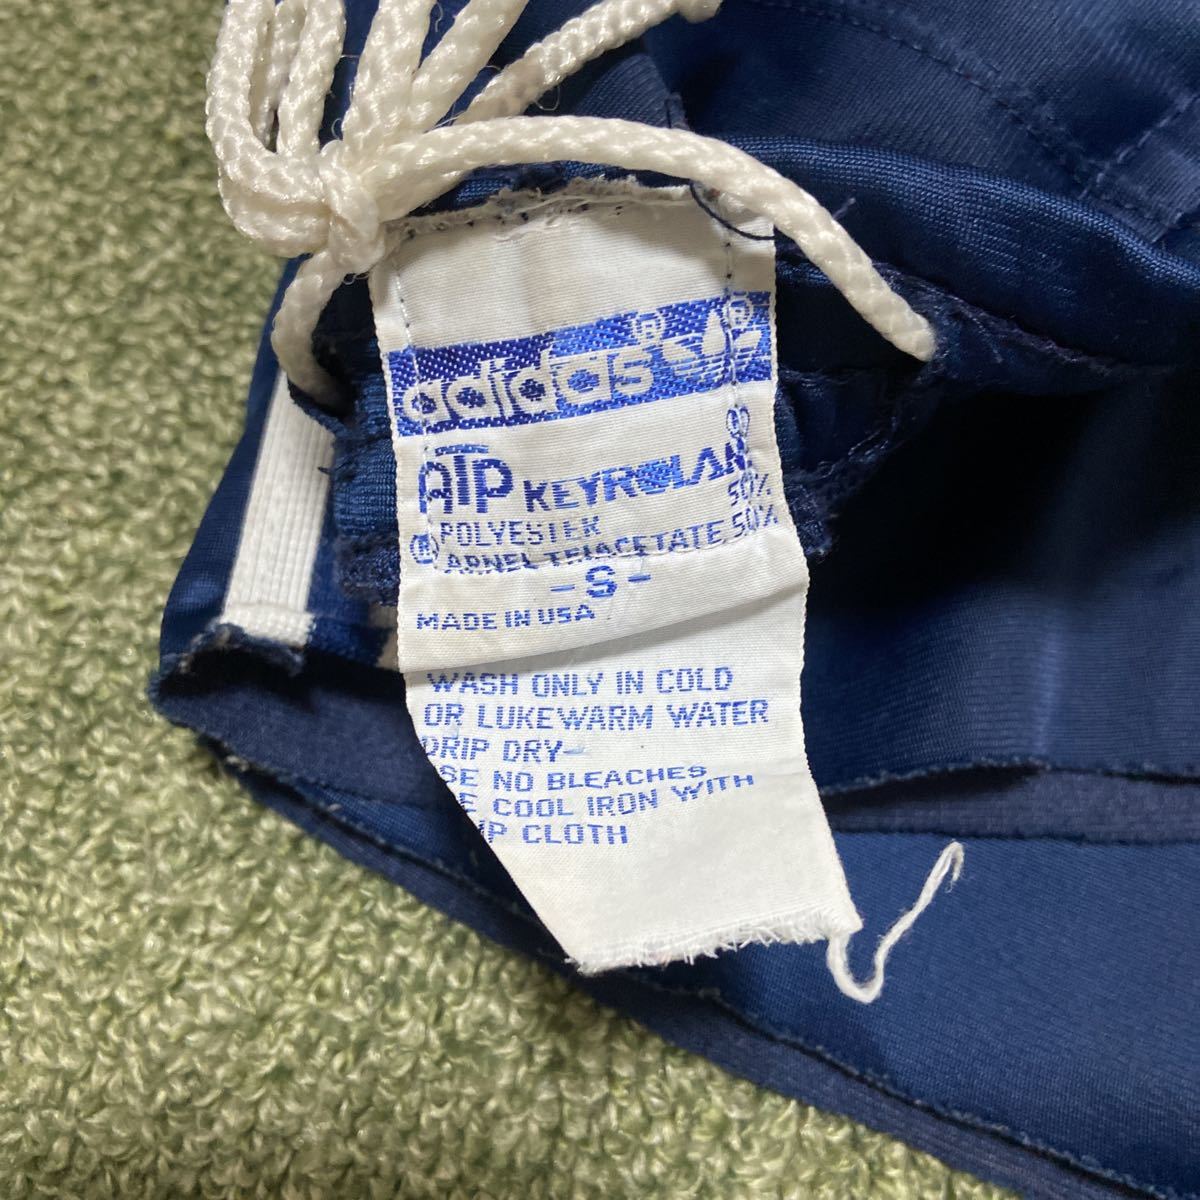 adidas®
®
ATP KEYROLAN®
POLYESTER 50%
® ARNEL TRIACETATE 50%
-S-
MADE IN USA
WASH ONLY IN COLD
OR LUKEWARM WATER
DRIP DRY-
SE NO BLEACHES
E COOL IRON WITH
MP CLOTH